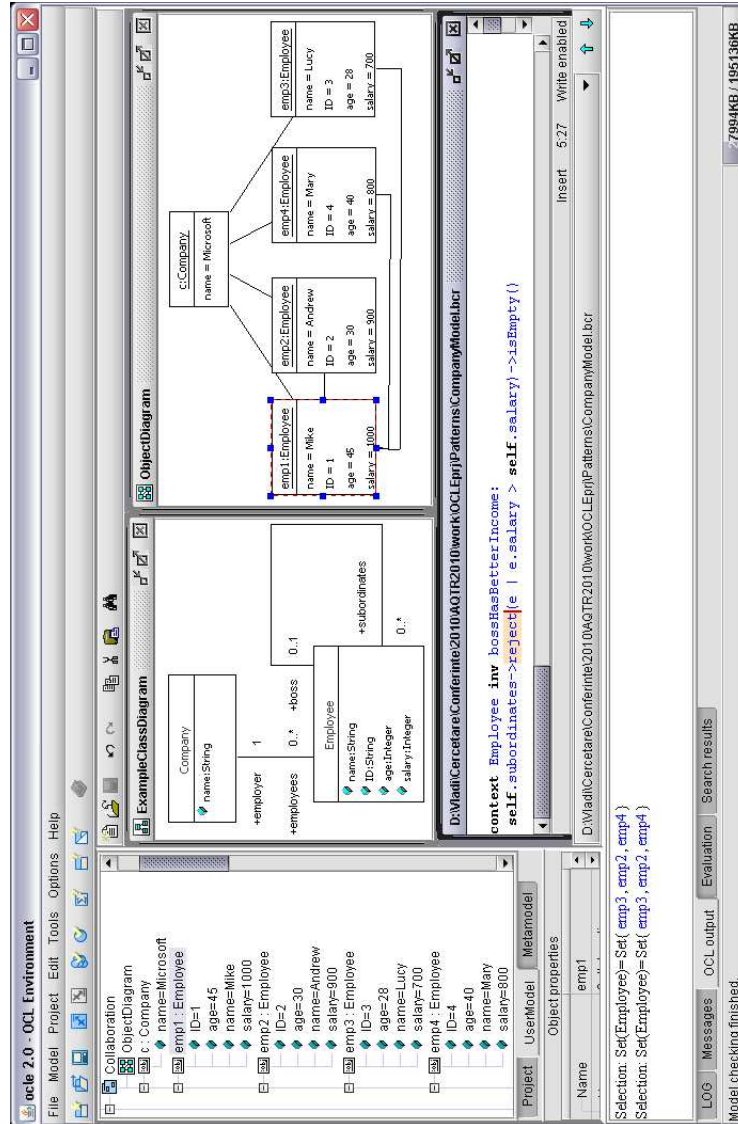 ocle 2.0 - OCL Environment
File Model Project Edit Tools Options Help
Collaboration
ObjectDiagram
c : Company
name=Microsoft
emp1 : Employee
ID=1
age=45
name=Mike
salary=1000
emp2 : Employee
ID=2
age=30
name=Andrew
salary=900
emp3 : Employee
ID=3
age=28
name=Lucy
salary=700
emp4 : Employee
ID=4
age=40
name=Mary
salary=800
Project UserModel Metamodel
Object properties
Name emp1
ExampleClassDiagram
Company
name:String
+employer 1
+employees 0..*
+boss 0..1
+subordinates
0..*
Employee
name:String
ID:String
age:Integer
salary:Integer
ObjectDiagram
c:Company
name = Microsoft
emp1:Employee
name = Mike
ID = 1
age = 45
salary = 1000
emp2:Employee
name = Andrew
ID = 2
age = 30
salary = 900
emp4:Employee
name = Mary
ID = 4
age = 40
salary = 800
emp3:Employee
name = Lucy
ID = 3
age = 28
salary = 700
D:\Vladi\Cercetare\Conferinte\2010\AQTR2010\work\OCLEprj\Patterns\CompanyModel.bcr
context Employee inv bossHasBetterIncome:
self.subordinates->reject(e | e.salary > self.salary)->isEmpty()
Insert 5:27 Write enabled
D:\Vladi\Cercetare\Conferinte\2010\AQTR2010\work\OCLEprj\Patterns\CompanyModel.bcr
Selection: Set(Employee)=Set{ emp3, emp2, emp4 }
Selection: Set(Employee)=Set{ emp3, emp2, emp4 }
LOG Messages OCL output Evaluation Search results
Model checking finished. 27994KB / 195136KB